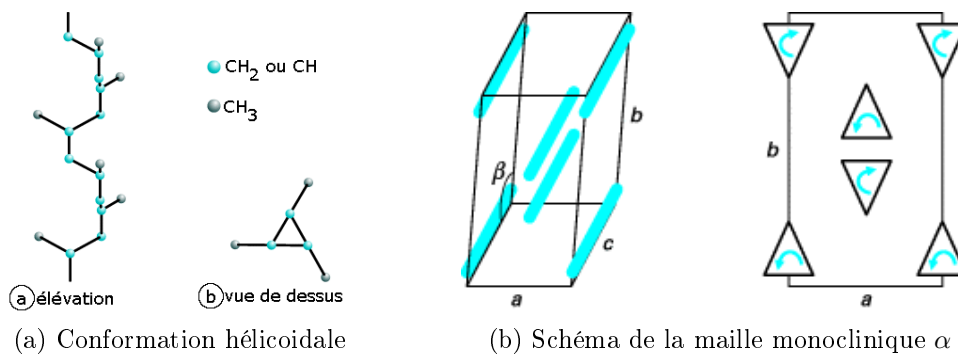 CH2 ou CH
CH3
a élévation
b vue de dessus
β
b
c
a
b
a
(a) Conformation hélicoidale
(b) Schéma de la maille monoclinique α